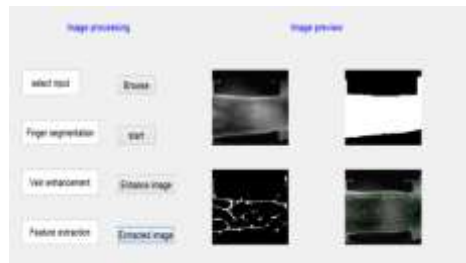 Image processing
Image preview
select input
Browse
Finger segmentation
start
Vein enhancement
Enhance image
Feature extraction
Extracted image